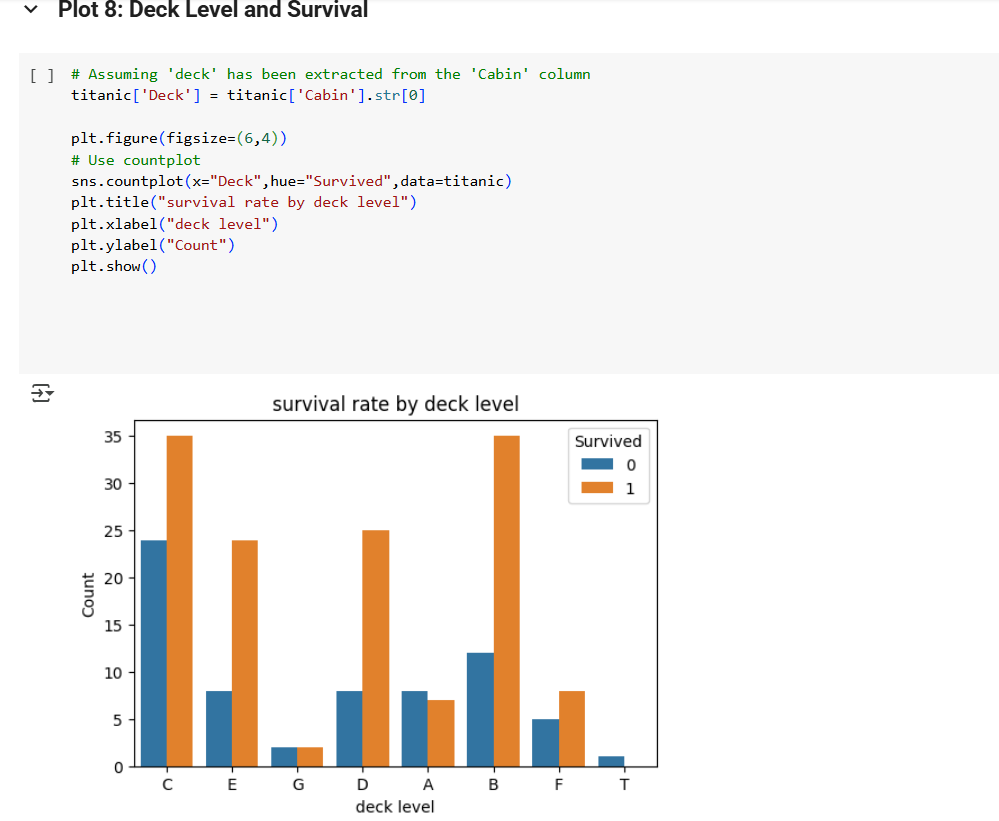 Plot 8: Deck Level and Survival
[ ] # Assuming 'deck' has been extracted from the 'Cabin' column
titanic['Deck'] = titanic['Cabin'].str[0]
plt.figure(figsize=(6,4))
# Use countplot
sns.countplot(x="Deck",hue="Survived",data=titanic)
plt.title("survival rate by deck level")
plt.xlabel("deck level")
plt.ylabel("Count")
plt.show()
survival rate by deck level
Survived
0
1
Count
35
30
25
20
15
10
5
0
C E G D A B F T
deck level